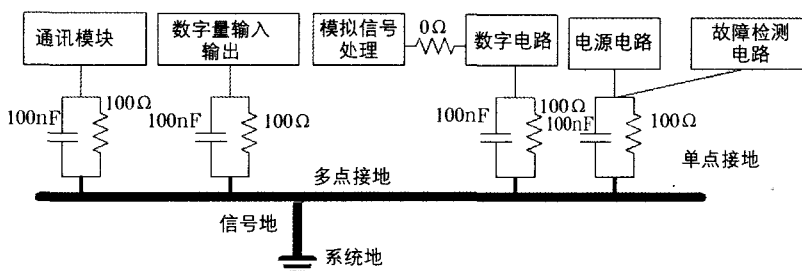 通讯模块
数字量输入
输出
模拟信号
处理
0Ω
数字电路
电源电路
故障检测
电路
100nF
100Ω
100nF
100Ω
100nF
100Ω
100nF
100Ω
单点接地
多点接地
信号地
系统地